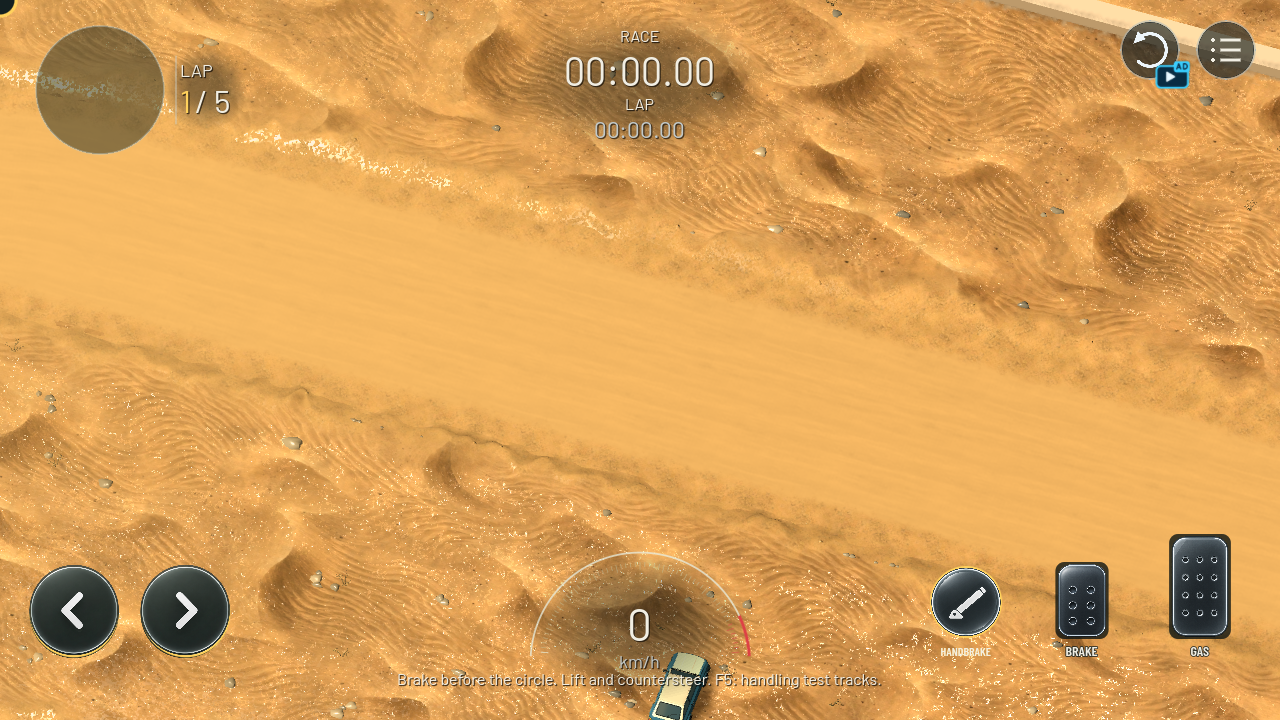 RACE
00:00.00
LAP
00:00.00
LAP
1/ 5
AD
0
km/h
Brake before the circle. Lift and countersteer. F5: handling test tracks.
HANDBRAKE
BRAKE
GAS